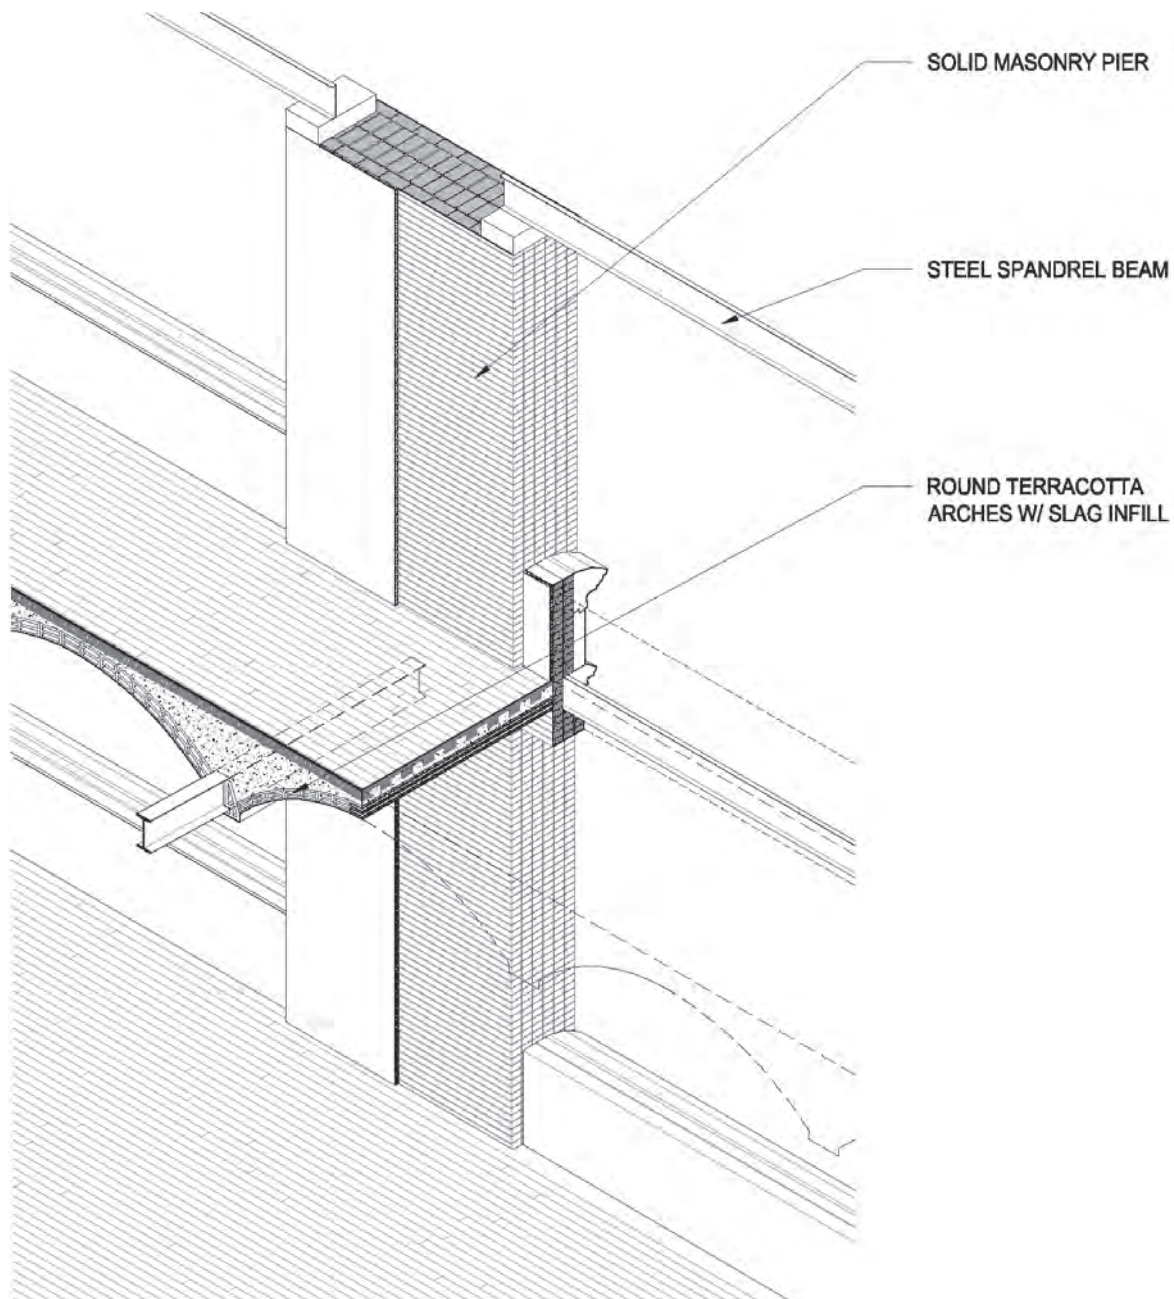 SOLID MASONRY PIER
STEEL SPANDREL BEAM
ROUND TERRACOTTA
ARCHES W/ SLAG INFILL